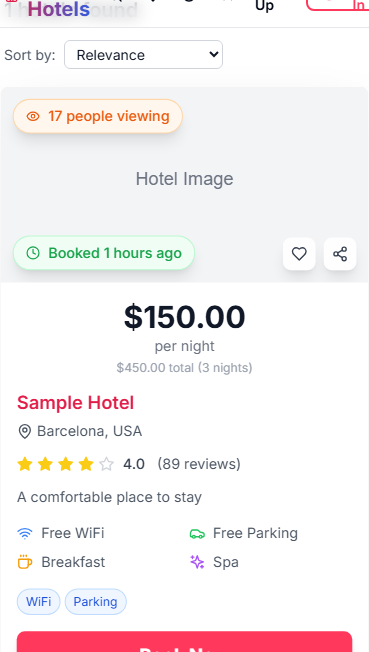 Hotels
Up
In
Sort by: Relevance
17 people viewing
Hotel Image
Booked 1 hours ago
$150.00
per night
$450.00 total (3 nights)
Sample Hotel
Barcelona, USA
4.0 (89 reviews)
A comfortable place to stay
Free WiFi Free Parking
Breakfast Spa
WiFi Parking